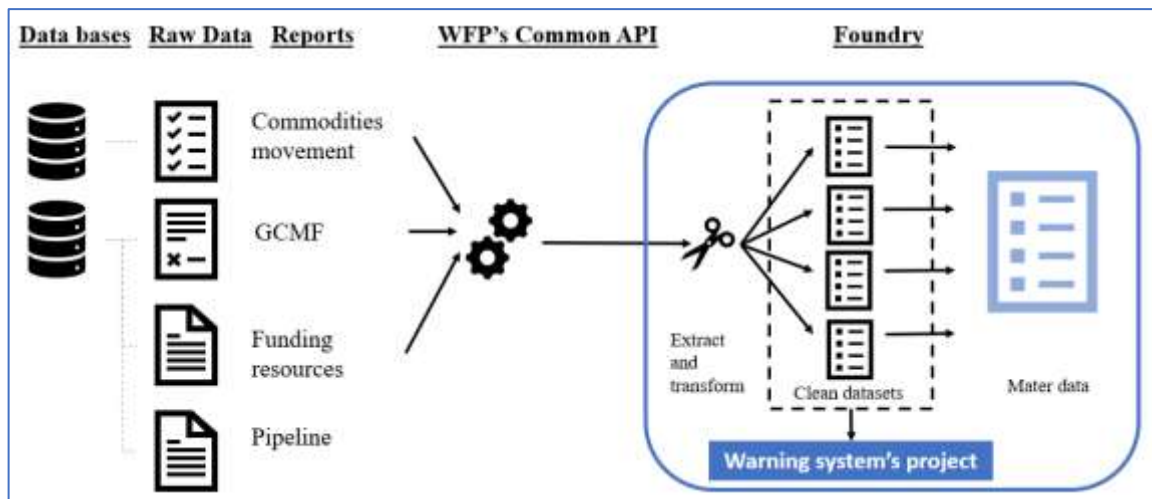 Data bases
Raw Data
Reports
WFP's Common API
Foundry
Commodities
movement
GCMF
Funding
resources
Pipeline
Extract
and
transform
Clean datasets
Mater data
Warning system's project